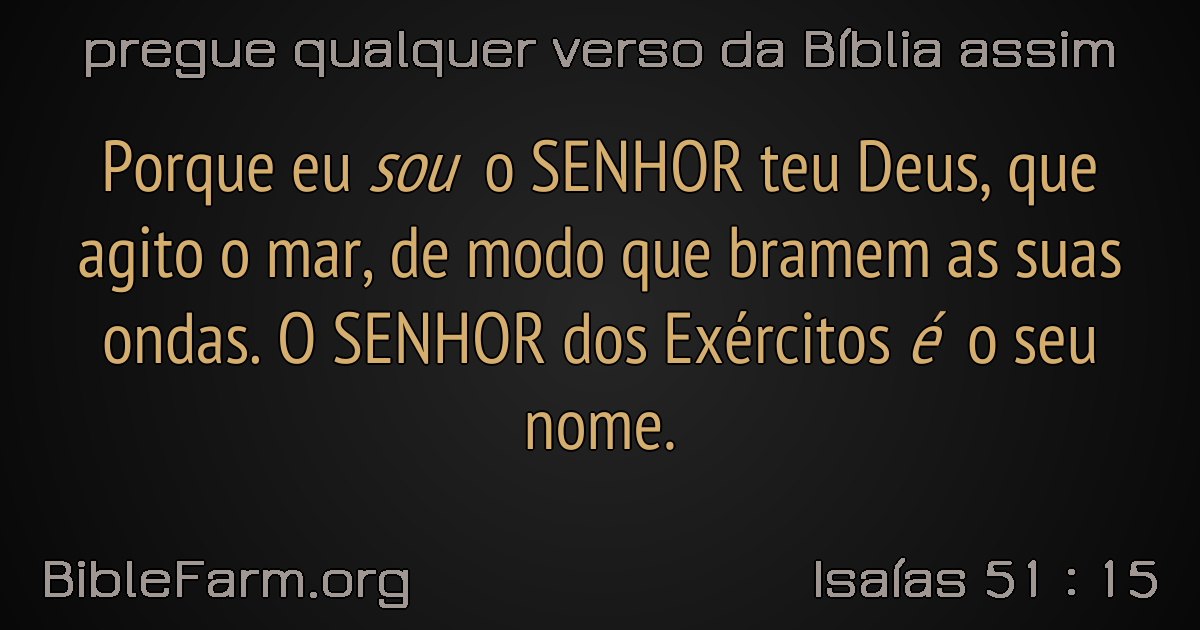 pregue qualquer verso da Bíblia assim
Porque eu sou o SENHOR teu Deus, que
agito o mar, de modo que bramem as suas
ondas. O SENHOR dos Exércitos é o seu
nome.
BibleFarm.org
Isaías 51 : 15